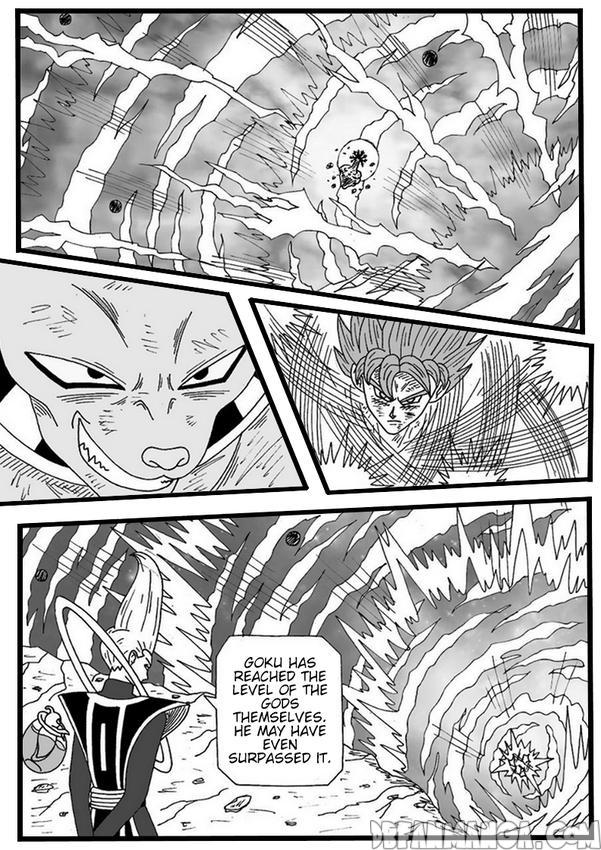 GOKU HAS
REACHED THE
LEVEL OF THE
GODS
THEMSELVES.
HE MAY HAVE
EVEN
SURPASSED IT.
DBFANMANGA.COM